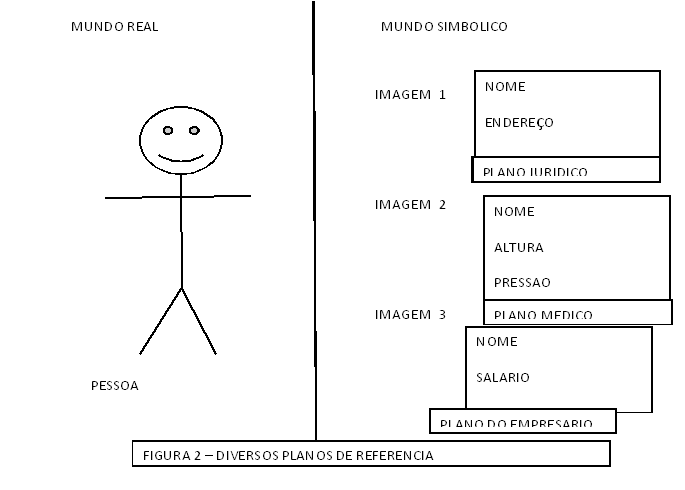 MUNDO REAL
MUNDO SIMBOLICO
IMAGEM 1
NOME
ENDEREÇO
PLANO JURIDICO
IMAGEM 2
NOME
ALTURA
PRESSAO
PLANO MEDICO
IMAGEM 3
NOME
SALARIO
PLANO DO EMPRESARIO
PESSOA
FIGURA 2 – DIVERSOS PLANOS DE REFERENCIA